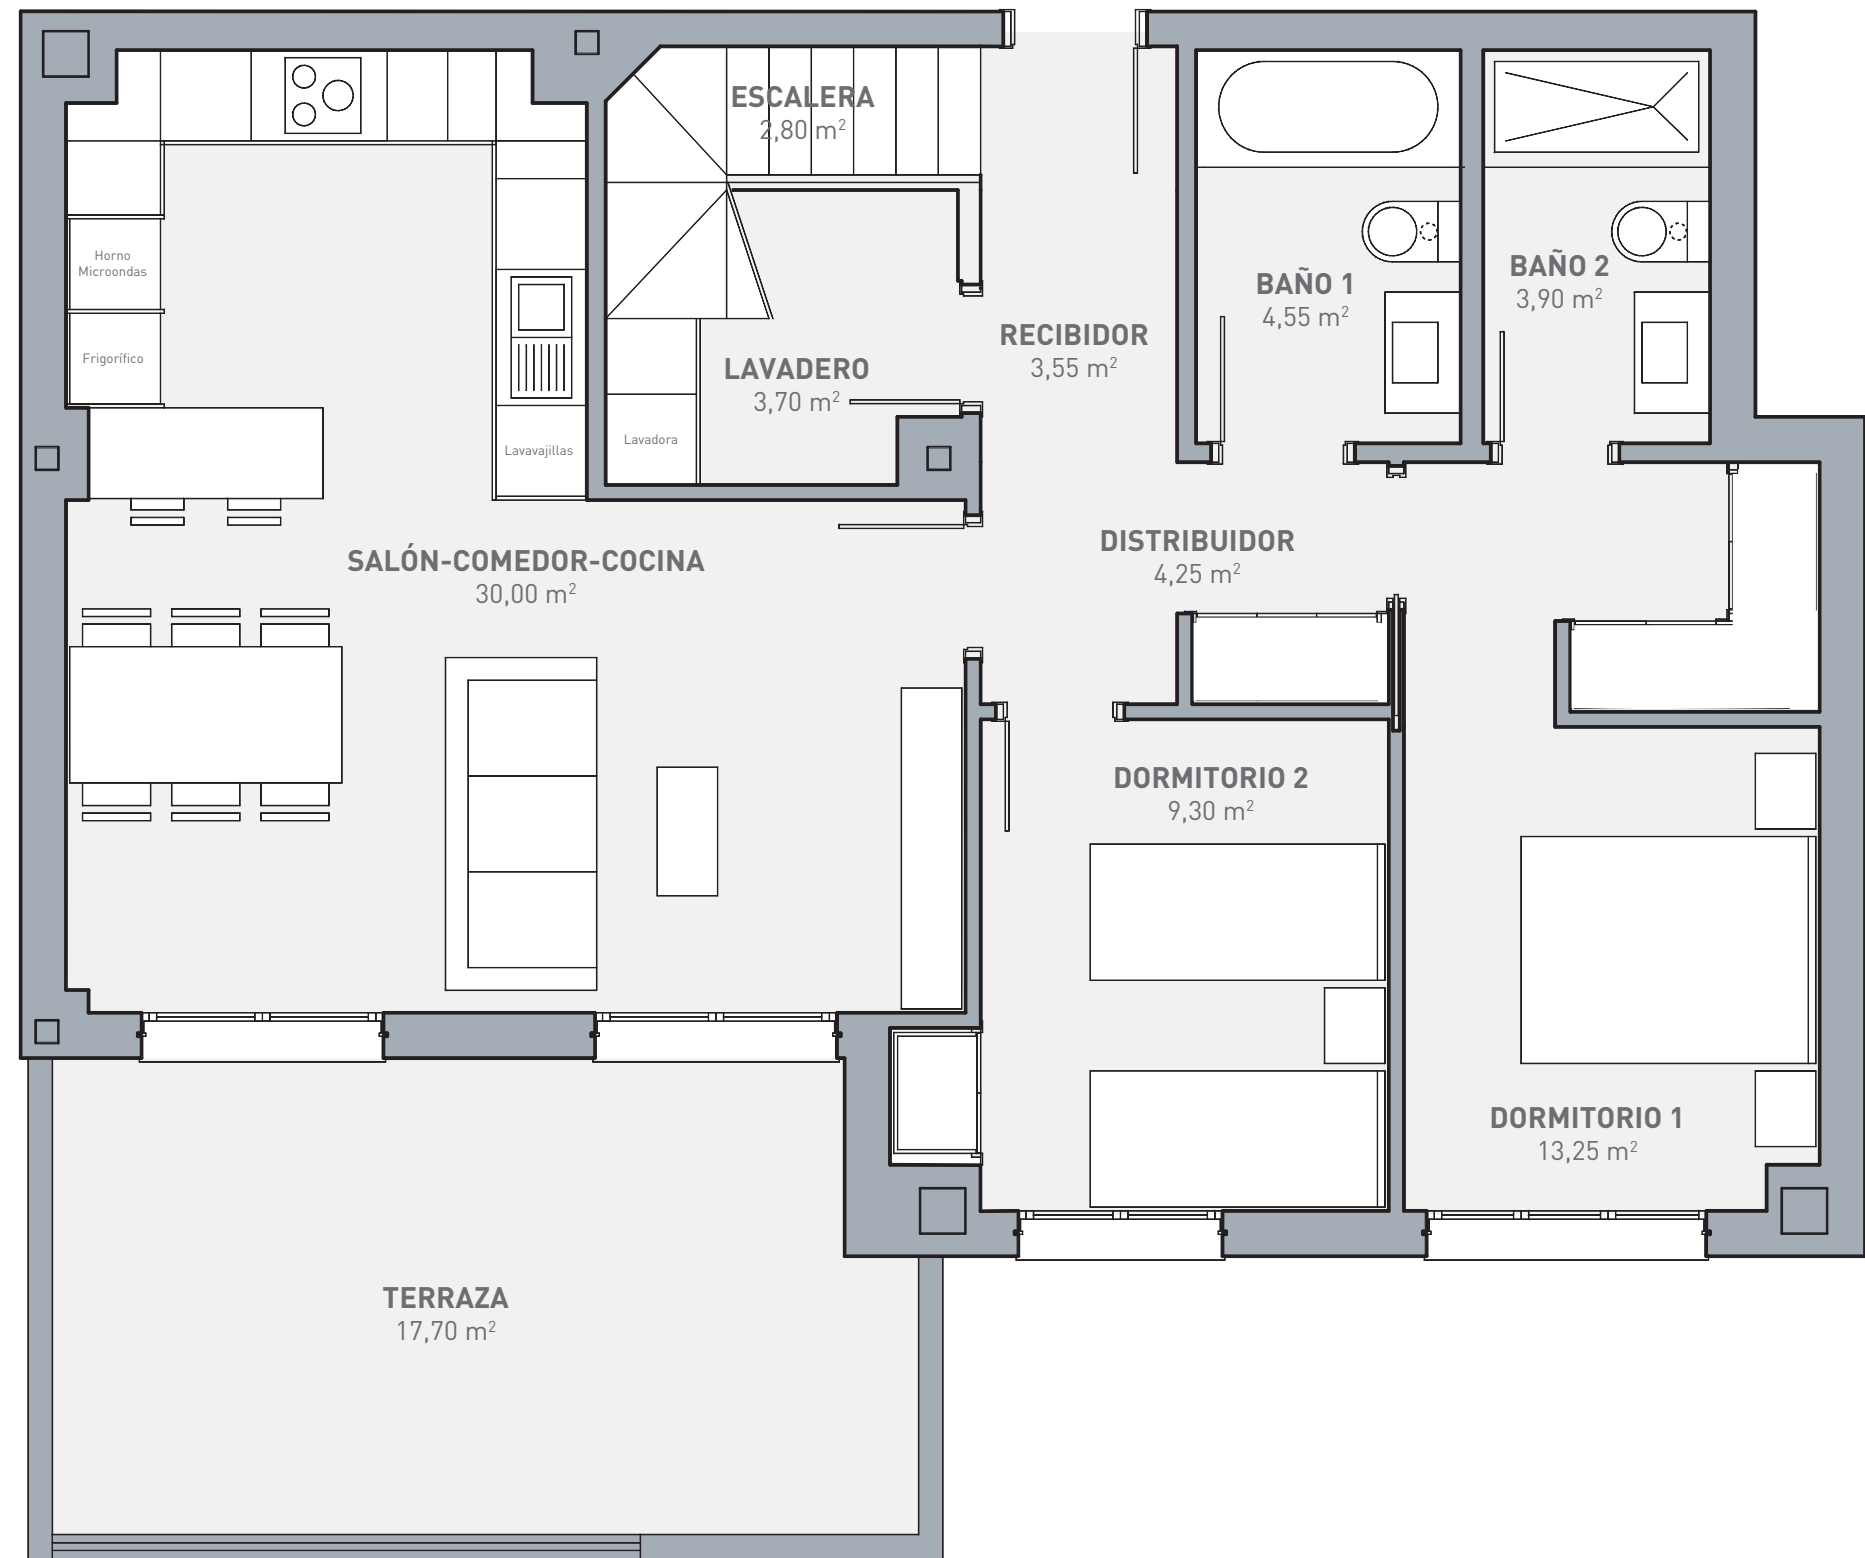 ESCALERA
2,80 m²
Horno
Microondas
Frigorífico
Lavavajillas
LAVADERO
3,70 m²
Lavadora
RECIBIDOR
3,55 m²
BAÑO 1
4,55 m²
BAÑO 2
3,90 m²
SALÓN-COMEDOR-COCINA
30,00 m²
DISTRIBUIDOR
4,25 m²
DORMITORIO 2
9,30 m²
DORMITORIO 1
13,25 m²
TERRAZA
17,70 m²